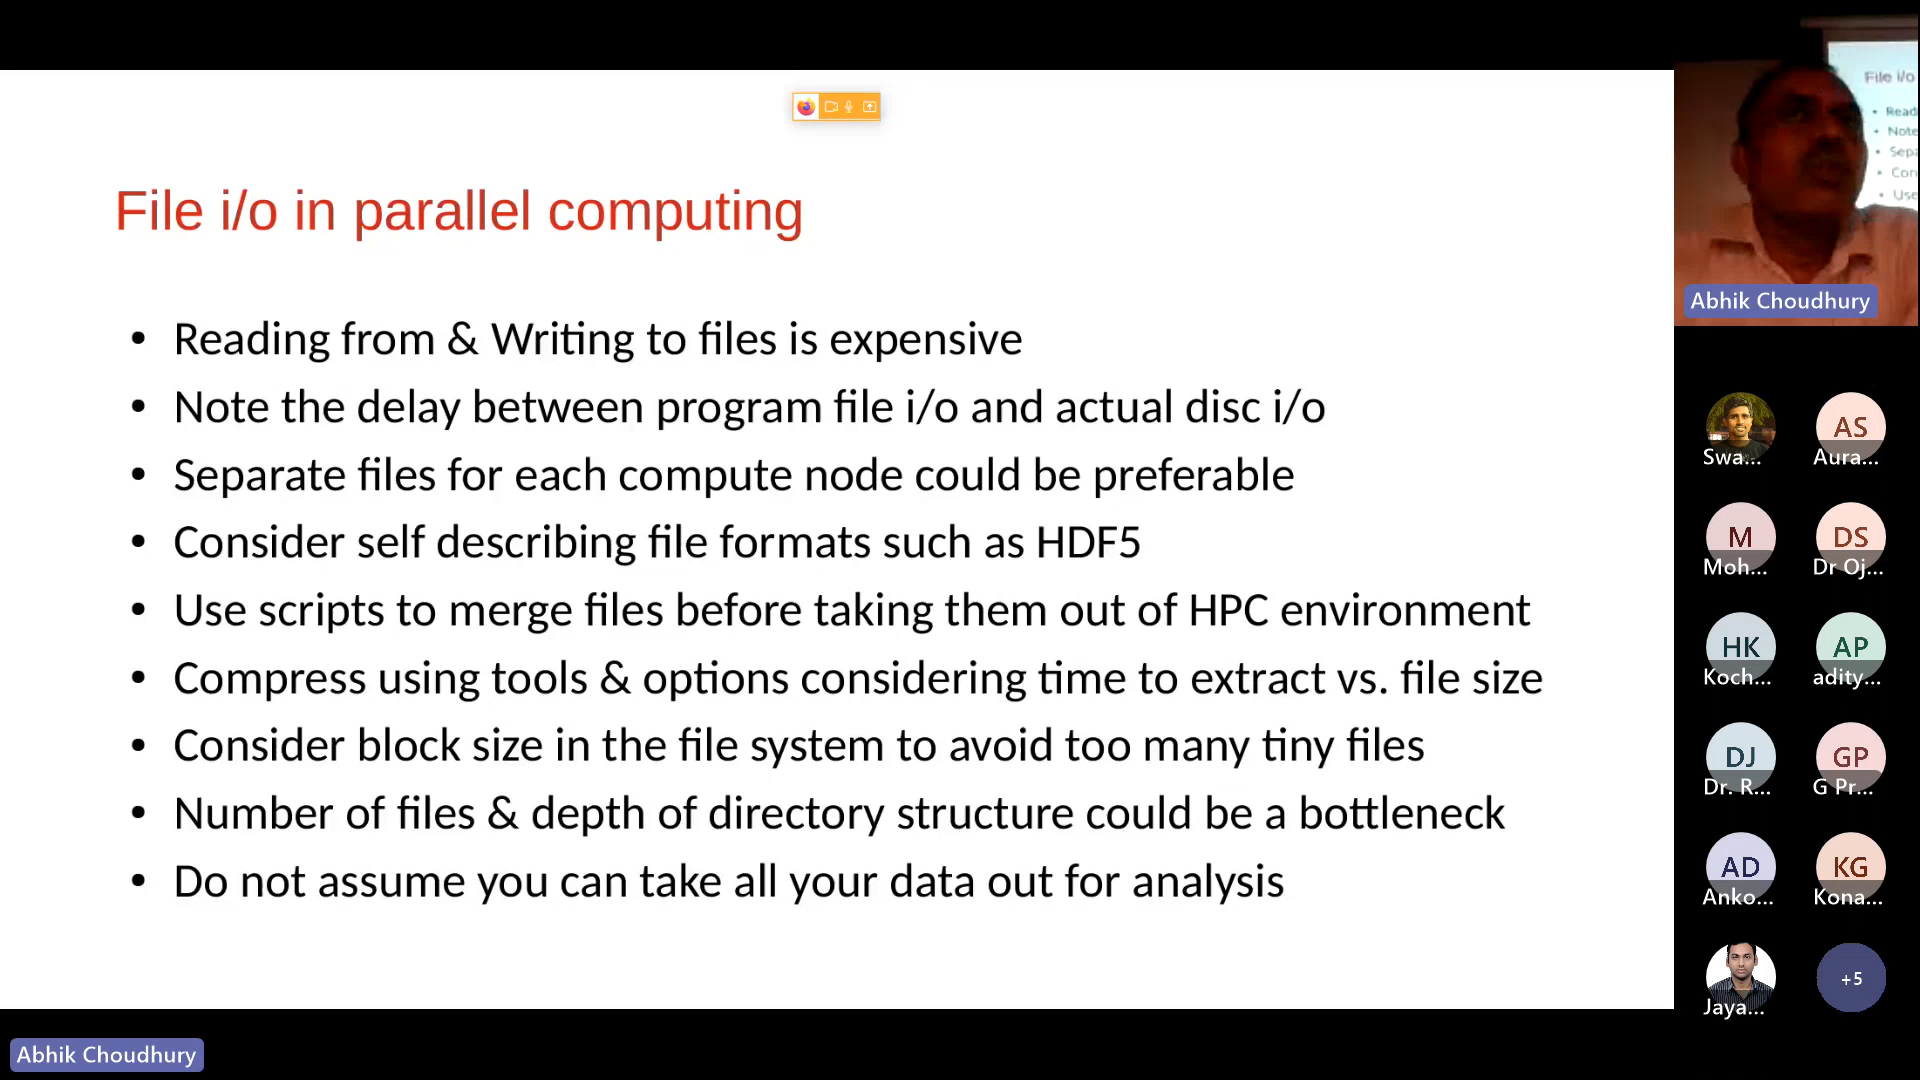 File i/o in parallel computing
• Reading from & Writing to files is expensive
• Note the delay between program file i/o and actual disc i/o
• Separate files for each compute node could be preferable
• Consider self describing file formats such as HDF5
• Use scripts to merge files before taking them out of HPC environment
• Compress using tools & options considering time to extract vs. file size
• Consider block size in the file system to avoid too many tiny files
• Number of files & depth of directory structure could be a bottleneck
• Do not assume you can take all your data out for analysis
File i/o
• Read
• Note
• Sepa
• Con
• Use
Abhik Choudhury
Swa...
AS
Aura...
M
Moh...
DS
Dr Oj...
HK
Koch...
AP
adity...
DJ
Dr. R...
GP
G Pr...
AD
Anko...
KG
Kona...
Jaya...
+5
Abhik Choudhury